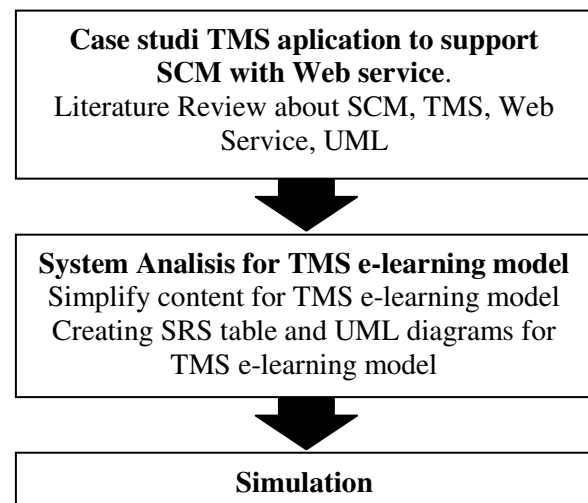 Case studi TMS aplication to support
SCM with Web service.
Literature Review about SCM, TMS, Web
Service, UML
System Analisis for TMS e-learning model
Simplify content for TMS e-learning model
Creating SRS table and UML diagrams for
TMS e-learning model
Simulation